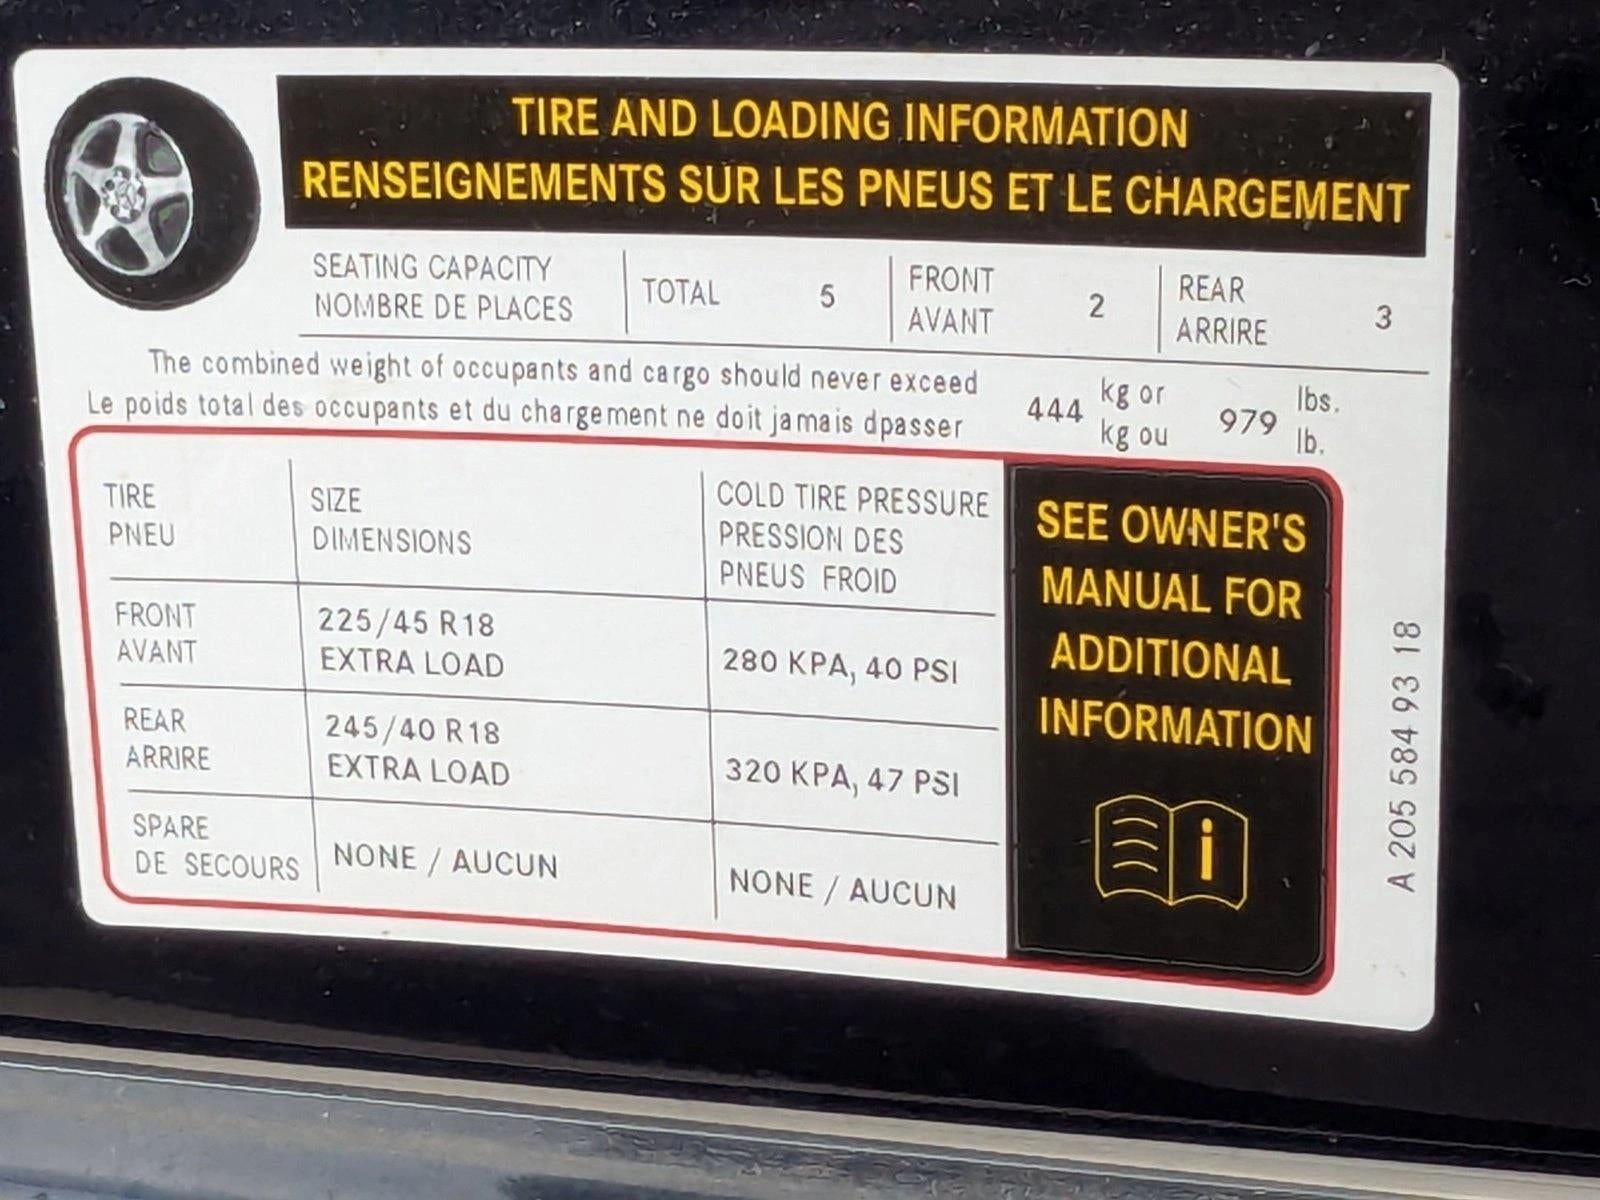 TIRE AND LOADING INFORMATION
RENSEIGNEMENTS SUR LES PNEUS ET LE CHARGEMENT
SEATING CAPACITY
NOMBRE DE PLACES
TOTAL 5
FRONT
AVANT
2
REAR
ARRIRE
3
The combined weight of occupants and cargo should never exceed
Le poids total des occupants et du chargement ne doit jamais dpasser
444
kg or
kg ou
979
lbs.
lb.
TIRE
PNEU
SIZE
DIMENSIONS
COLD TIRE PRESSURE
PRESSION DES
PNEUS FROID
FRONT
AVANT
225/45 R18
EXTRA LOAD
280 KPA, 40 PSI
REAR
ARRIRE
245/40 R18
EXTRA LOAD
320 KPA, 47 PSI
SPARE
DE SECOURS
NONE / AUCUN
NONE / AUCUN
SEE OWNER'S
MANUAL FOR
ADDITIONAL
INFORMATION
i
A 205 584 93 18